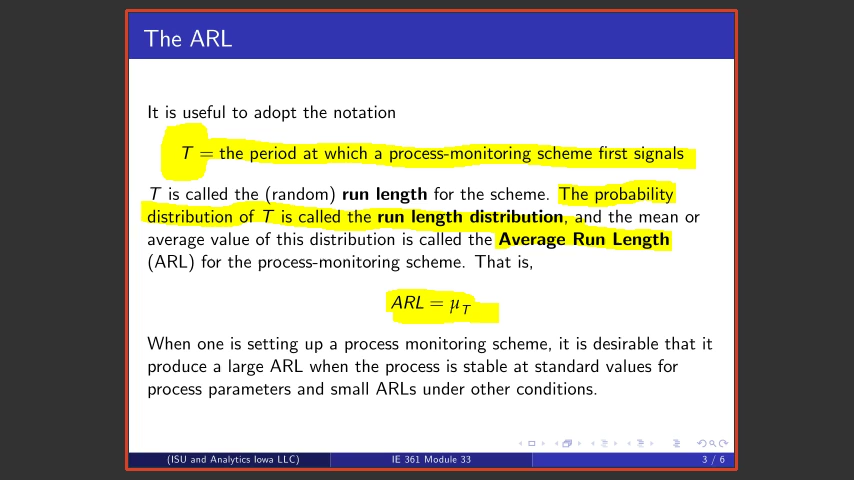 The ARL
It is useful to adopt the notation
T = the period at which a process-monitoring scheme first signals
T is called the (random) run length for the scheme. The probability
distribution of T is called the run length distribution, and the mean or
average value of this distribution is called the Average Run Length
(ARL) for the process-monitoring scheme. That is,
ARL = μ_T
When one is setting up a process monitoring scheme, it is desirable that it
produce a large ARL when the process is stable at standard values for
process parameters and small ARLs under other conditions.
(ISU and Analytics Iowa LLC) IE 361 Module 33 3 / 6